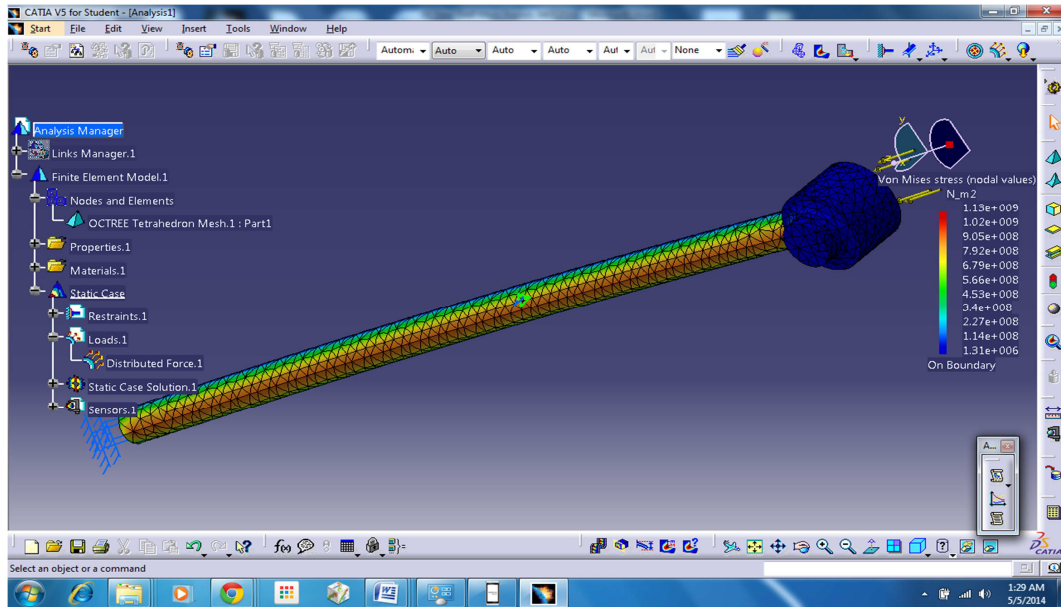 CATIA V5 for Student - [Analysis1]
Start File Edit View Insert Tools Window Help
Autom: Auto Auto Auto Aut Aut None
Analysis Manager
Links Manager.1
Finite Element Model.1
Nodes and Elements
OCTREE Tetrahedron Mesh.1 : Part1
Properties.1
Materials.1
Static Case
Restraints.1
Loads.1
Distributed Force.1
Static Case Solution.1
Sensors.1
y
x
Von Mises stress (nodal values)
N_m2
1.13e+009
1.02e+009
9.05e+008
7.92e+008
6.79e+008
5.66e+008
4.53e+008
3.4e+008
2.27e+008
1.14e+008
1.31e+006
On Boundary
A...
f(x)
CATIA
Select an object or a command
1:29 AM
5/5/2014